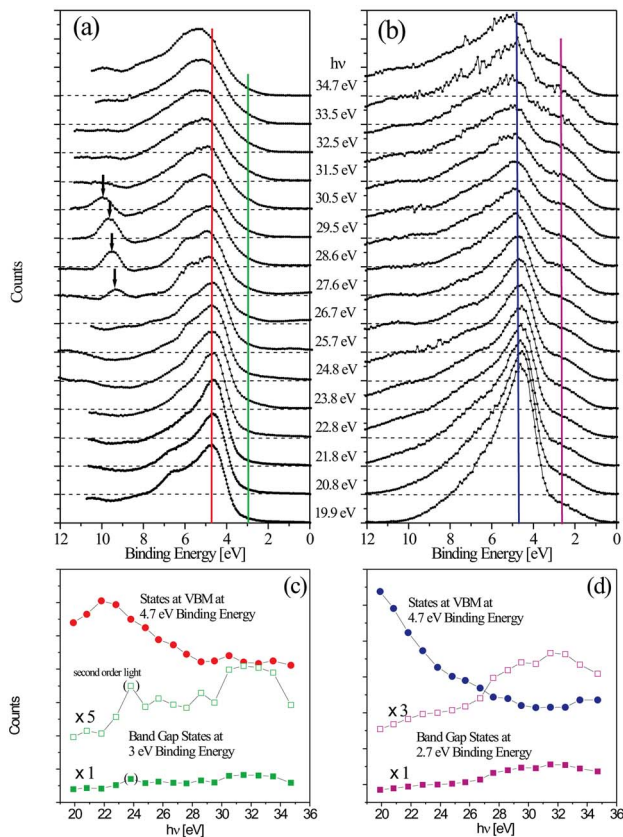 (a)
hν
(b)
34.7 eV
33.5 eV
32.5 eV
31.5 eV
30.5 eV
29.5 eV
28.6 eV
27.6 eV
26.7 eV
25.7 eV
24.8 eV
23.8 eV
22.8 eV
21.8 eV
20.8 eV
19.9 eV
Counts
12 10 8 6 4 2 0
Binding Energy [eV]
12 10 8 6 4 2 0
Binding Energy [eV]
(c)
States at VBM at
4.7 eV Binding Energy
second order light
( )
x 5
Band Gap States at
3 eV Binding Energy
x 1
( )
Counts
18 20 22 24 26 28 30 32 34 36
hν [eV]
(d)
States at VBM at
4.7 eV Binding Energy
x 3
Band Gap States at
2.7 eV Binding Energy
x 1
20 22 24 26 28 30 32 34 36
hν [eV]